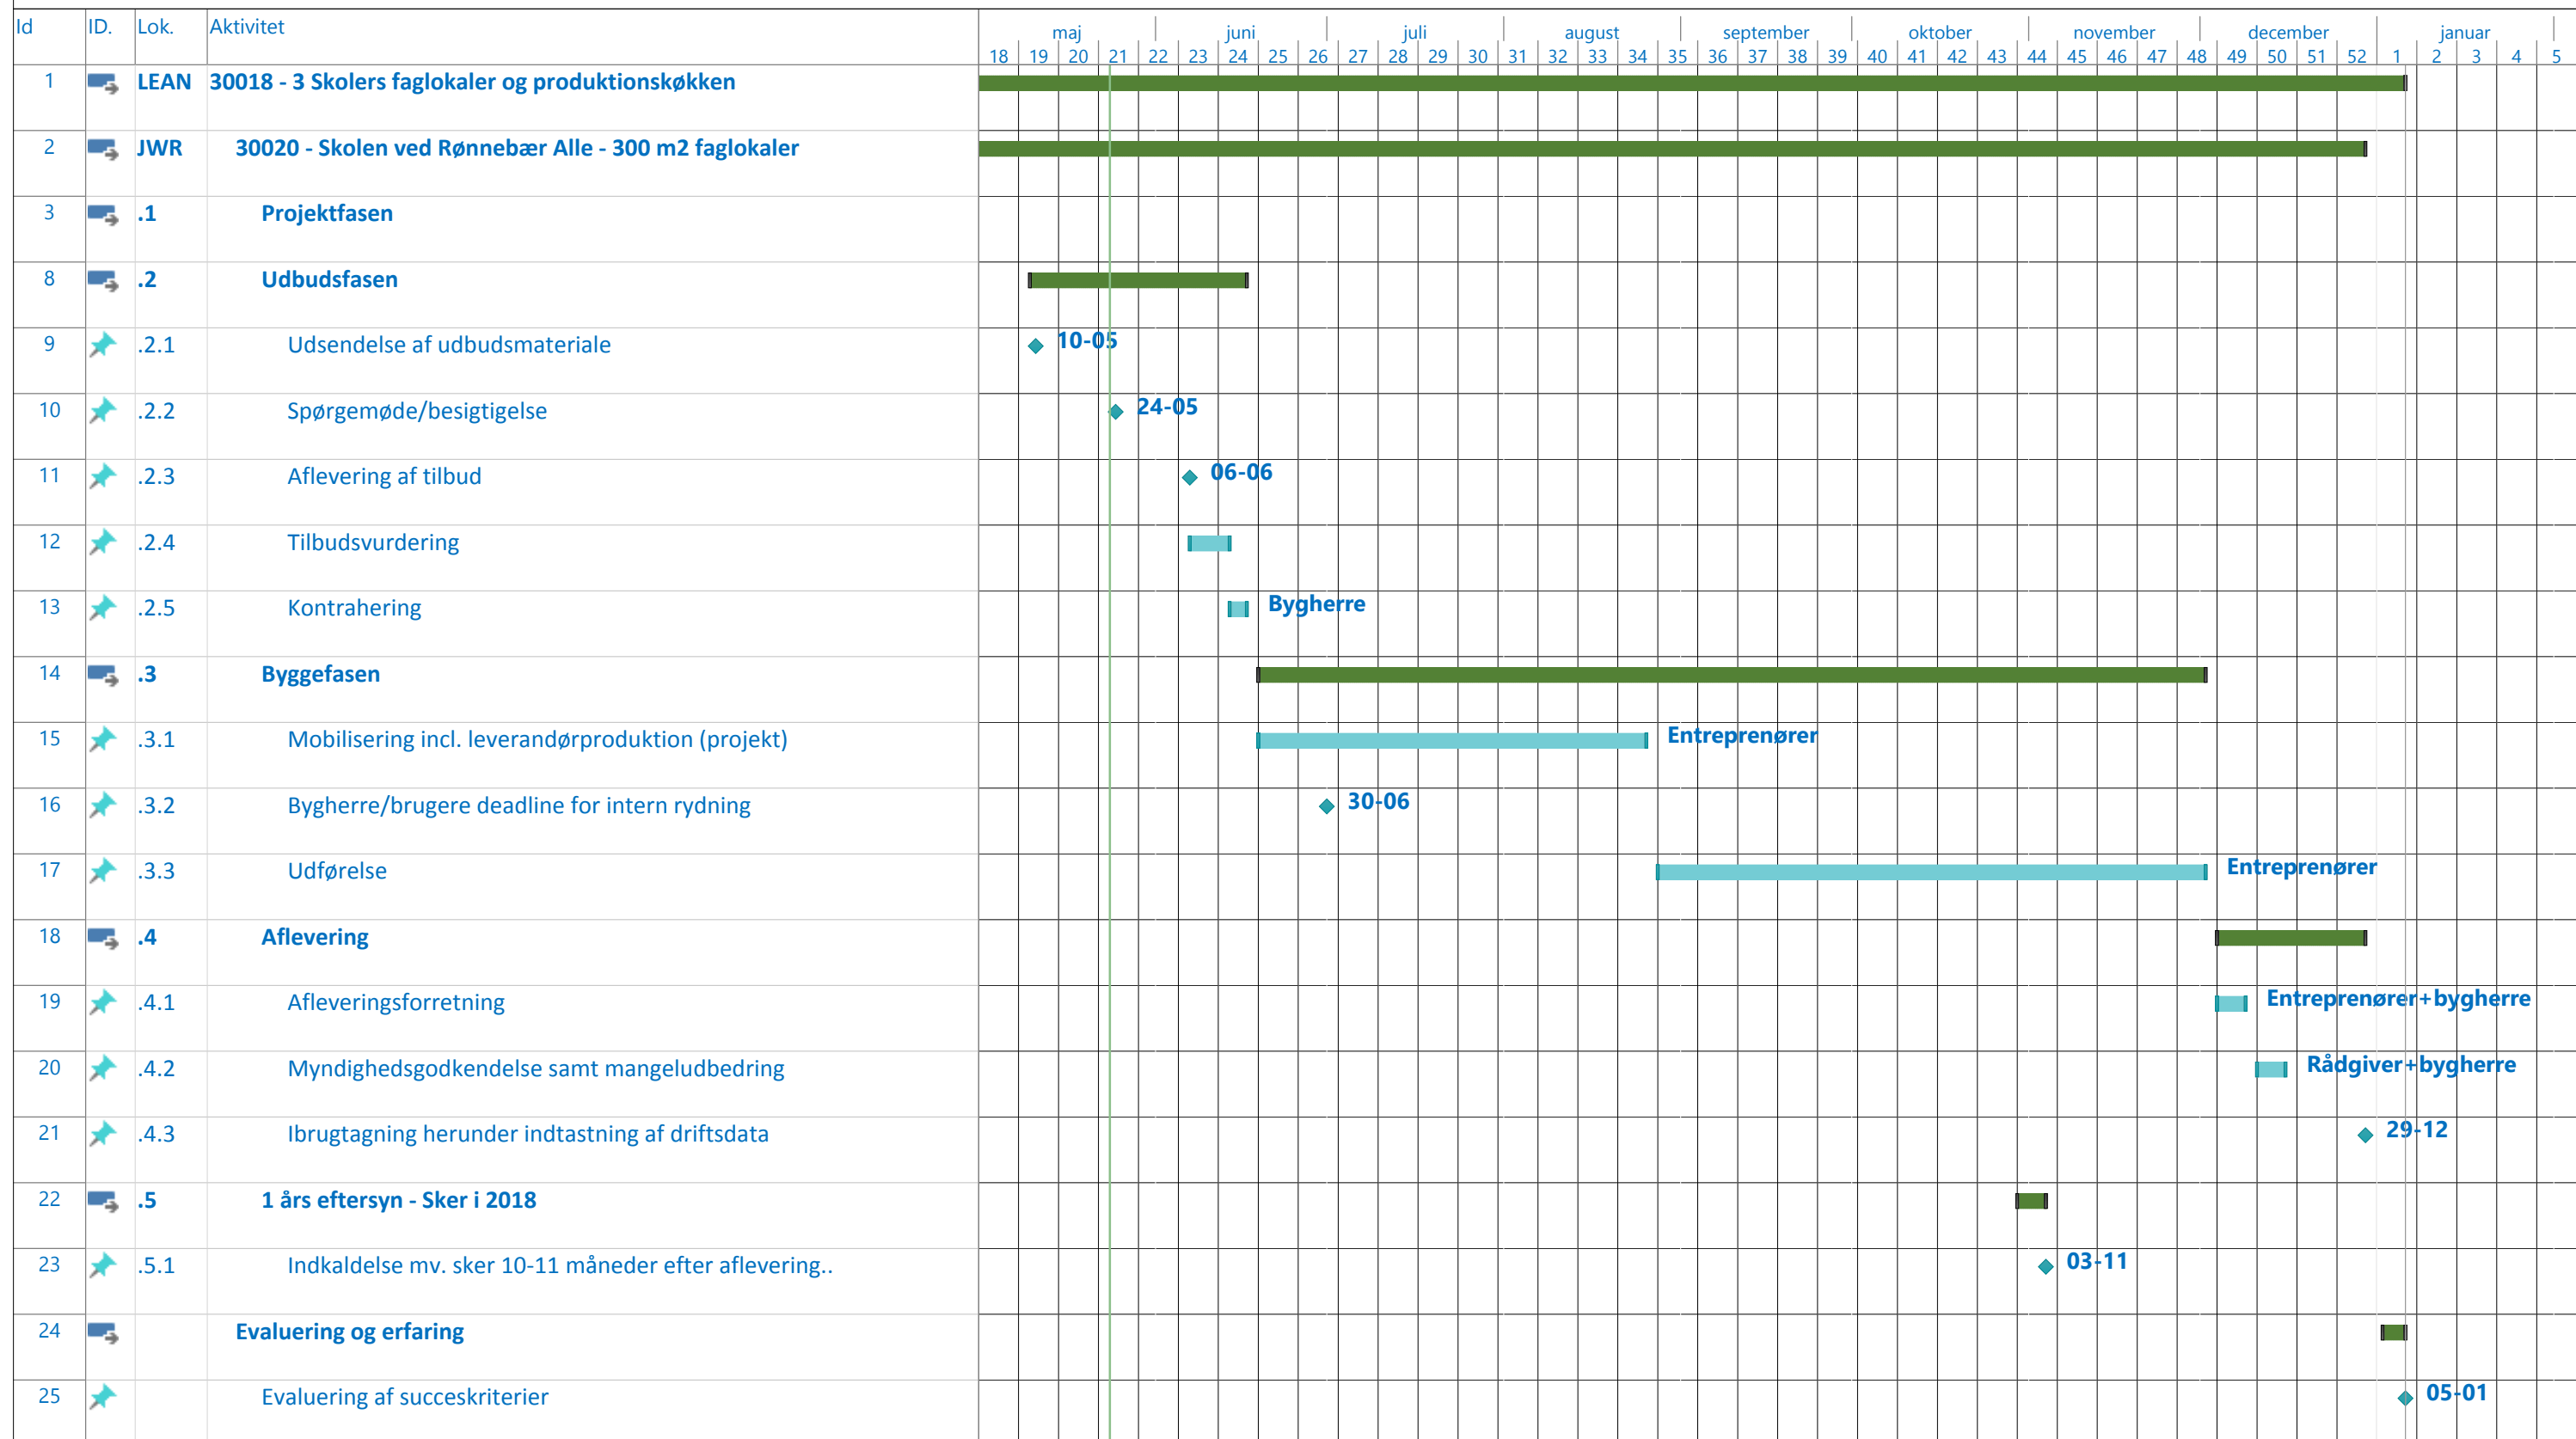 Id ID. Lok. Aktivitet
maj juni juli august september oktober november december januar
18 19 20 21 22 23 24 25 26 27 28 29 30 31 32 33 34 35 36 37 38 39 40 41 42 43 44 45 46 47 48 49 50 51 52 1 2 3 4 5
1 LEAN 30018 - 3 Skolers faglokaler og produktionskøkken
2 JWR 30020 - Skolen ved Rønnebær Alle - 300 m2 faglokaler
3 .1 Projektfasen
8 .2 Udbudsfasen
9 .2.1 Udsendelse af udbudsmateriale 10-05
10 .2.2 Spørgemøde/besigtigelse 24-05
11 .2.3 Aflevering af tilbud 06-06
12 .2.4 Tilbudsvurdering
13 .2.5 Kontrahering Bygherre
14 .3 Byggefasen
15 .3.1 Mobilisering incl. leverandørproduktion (projekt) Entreprenører
16 .3.2 Bygherre/brugere deadline for intern rydning 30-06
17 .3.3 Udførelse Entreprenører
18 .4 Aflevering
19 .4.1 Afleveringsforretning Entreprenører+bygherre
20 .4.2 Myndighedsgodkendelse samt mangeludbedring Rådgiver+bygherre
21 .4.3 Ibrugtagning herunder indtastning af driftsdata 29-12
22 .5 1 års eftersyn - Sker i 2018
23 .5.1 Indkaldelse mv. sker 10-11 måneder efter aflevering.. 03-11
24 Evaluering og erfaring
25 Evaluering af succeskriterier 05-01